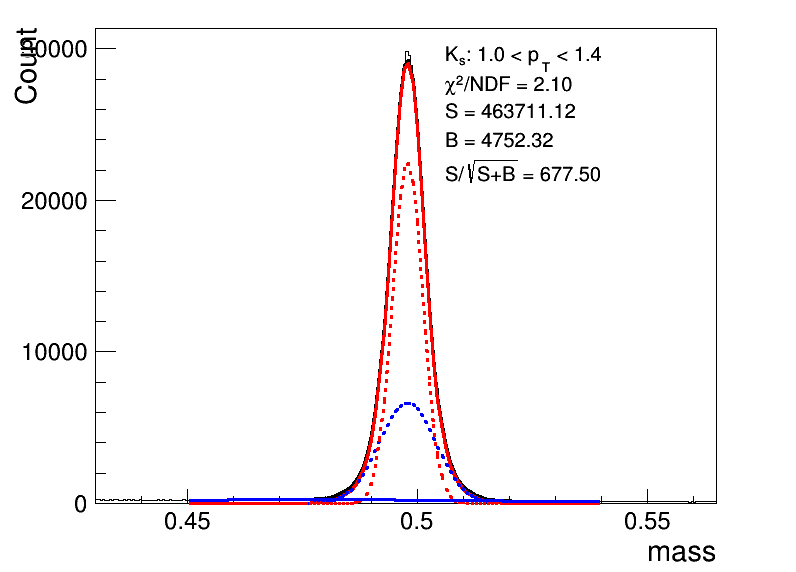 Count
30000
20000
10000
0
0.45 0.5 0.55
mass
Kₛ: 1.0 < p_T < 1.4
χ²/NDF = 2.10
S = 463711.12
B = 4752.32
S/√S+B = 677.50